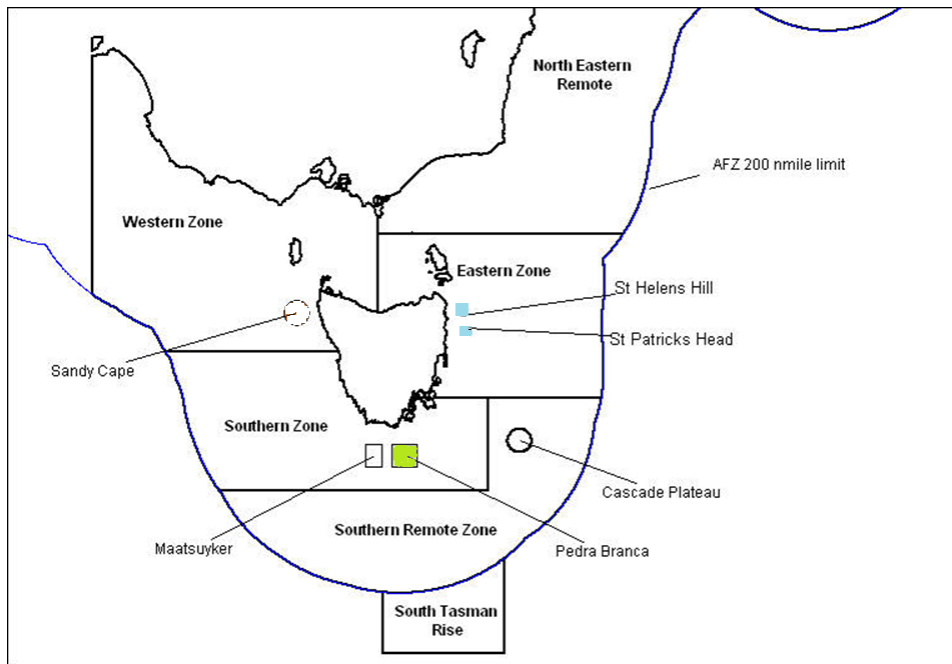 North Eastern
Remote
AFZ 200 nmile limit
Western Zone
Eastern Zone
St Helens Hill
St Patricks Head
Sandy Cape
Southern Zone
Cascade Plateau
Southern Remote Zone
Maatsuyker
Pedra Branca
South Tasman
Rise